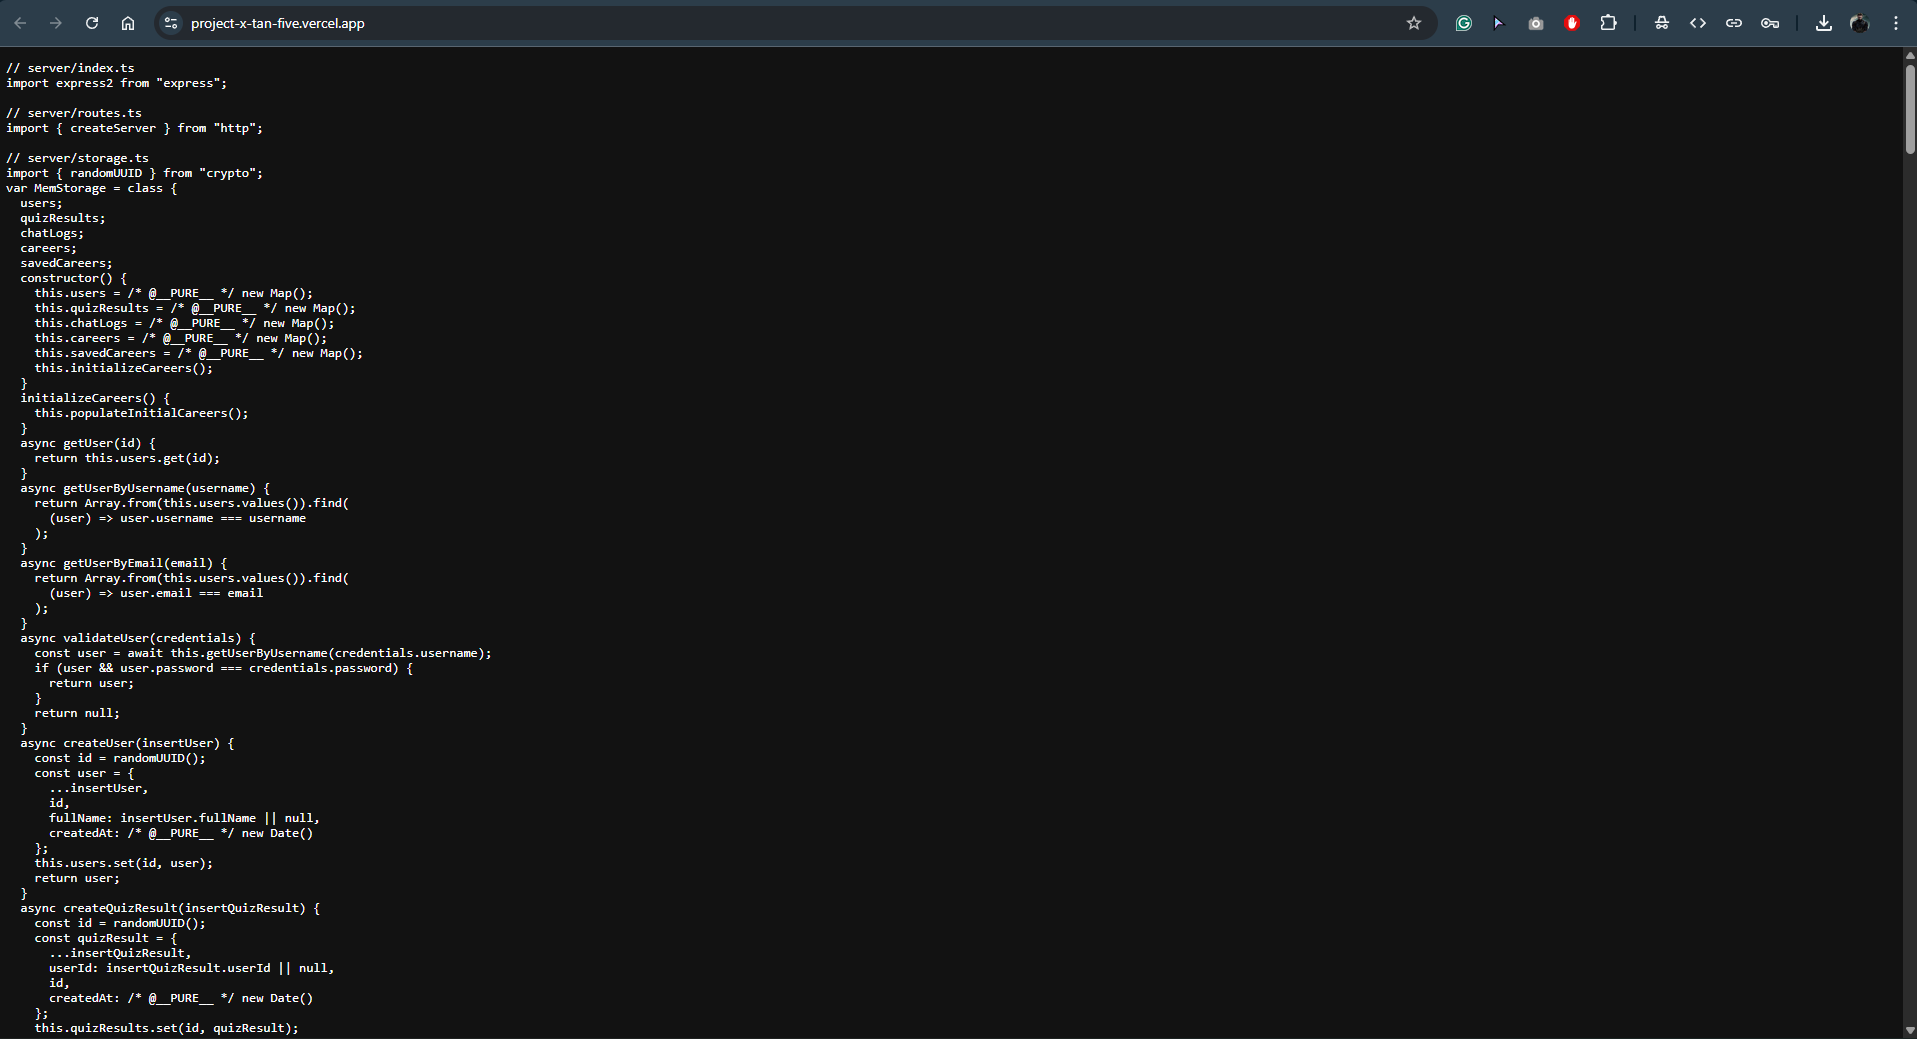 project-x-tan-five.vercel.app
// server/index.ts
import express2 from "express";
// server/routes.ts
import { createServer } from "http";
// server/storage.ts
import { randomUUID } from "crypto";
var MemStorage = class {
  users;
  quizResults;
  chatLogs;
  careers;
  savedCareers;
  constructor() {
    this.users = /* @__PURE__ */ new Map();
    this.quizResults = /* @__PURE__ */ new Map();
    this.chatLogs = /* @__PURE__ */ new Map();
    this.careers = /* @__PURE__ */ new Map();
    this.savedCareers = /* @__PURE__ */ new Map();
    this.initializeCareers();
  }
  initializeCareers() {
    this.populateInitialCareers();
  }
  async getUser(id) {
    return this.users.get(id);
  }
  async getUserByUsername(username) {
    return Array.from(this.users.values()).find(
      (user) => user.username === username
    );
  }
  async getUserByEmail(email) {
    return Array.from(this.users.values()).find(
      (user) => user.email === email
    );
  }
  async validateUser(credentials) {
    const user = await this.getUserByUsername(credentials.username);
    if (user && user.password === credentials.password) {
      return user;
    }
    return null;
  }
  async createUser(insertUser) {
    const id = randomUUID();
    const user = {
      ...insertUser,
      id,
      fullName: insertUser.fullName || null,
      createdAt: /* @__PURE__ */ new Date()
    };
    this.users.set(id, user);
    return user;
  }
  async createQuizResult(insertQuizResult) {
    const id = randomUUID();
    const quizResult = {
      ...insertQuizResult,
      userId: insertQuizResult.userId || null,
      id,
      createdAt: /* @__PURE__ */ new Date()
    };
    this.quizResults.set(id, quizResult);